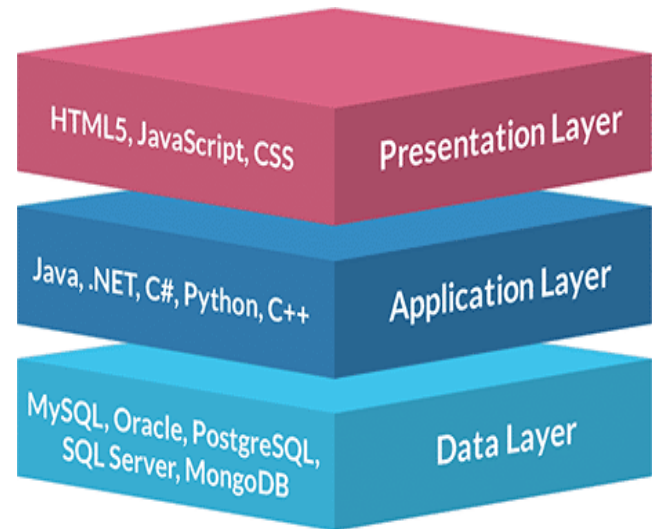 HTML5, JavaScript, CSS
Presentation Layer
Java, .NET, C#, Python, C++
Application Layer
MySQL, Oracle, PostgreSQL,
SQL Server, MongoDB
Data Layer